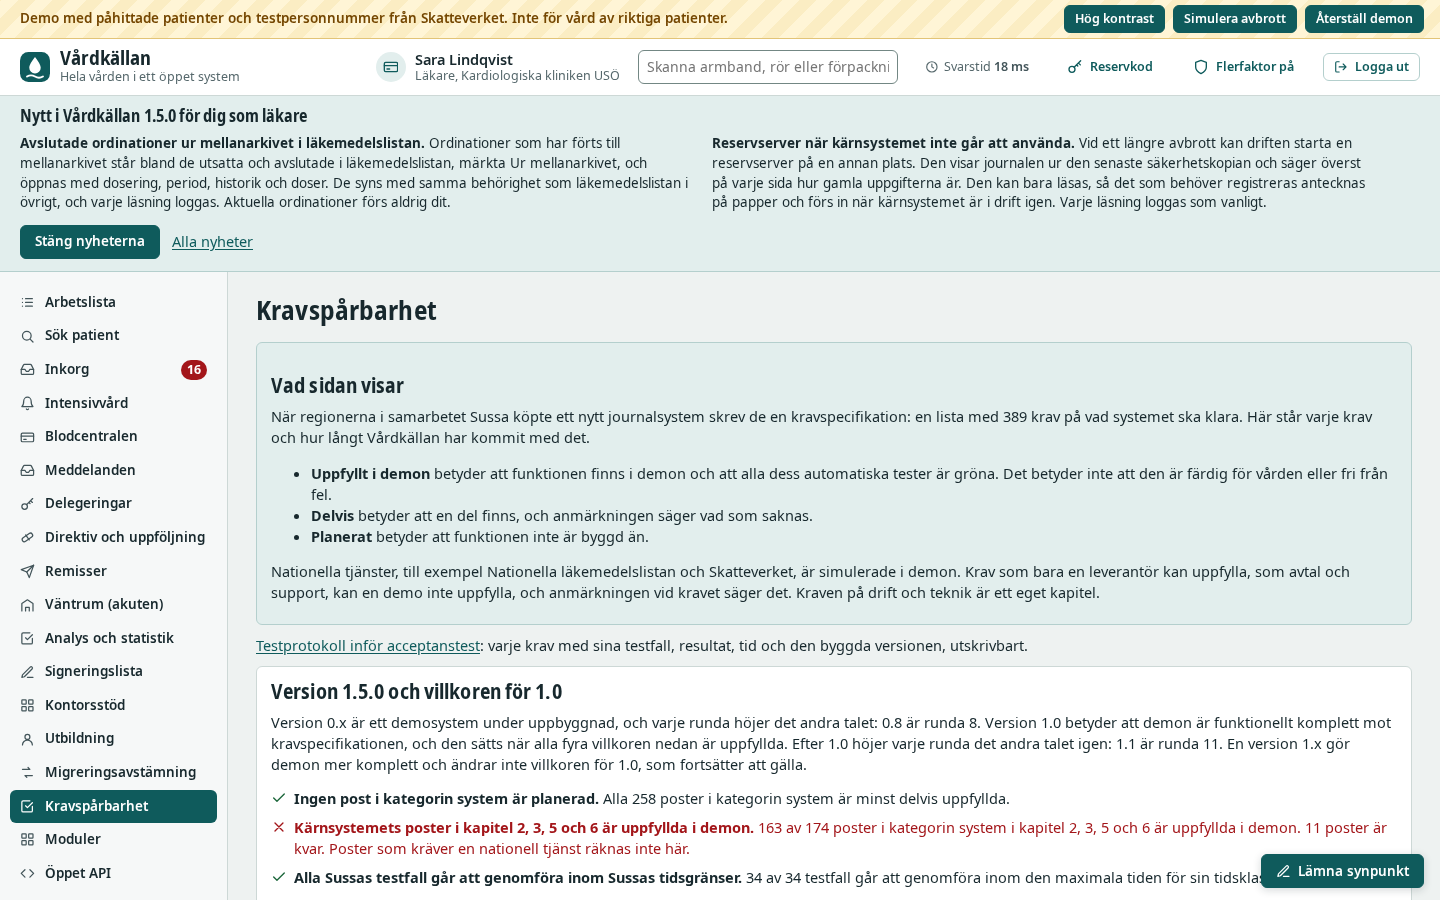 Demo med påhittade patienter och testpersonnummer från Skatteverket. Inte för vård av riktiga patienter.
Hög kontrast
Simulera avbrott
Återställ demon
Vårdkällan
Hela vården i ett öppet system
Sara Lindqvist
Läkare, Kardiologiska kliniken USÖ
Skanna armband, rör eller förpackni
Svarstid 18 ms
Reservkod
Flerfaktor på
Logga ut
Nytt i Vårdkällan 1.5.0 för dig som läkare
Avslutade ordinationer ur mellanarkivet i läkemedelslistan. Ordinationer som har förts till
mellanarkivet står bland de utsatta och avslutade i läkemedelslistan, märkta Ur mellanarkivet, och
öppnas med dosering, period, historik och doser. De syns med samma behörighet som läkemedelslistan i
övrigt, och varje läsning loggas. Aktuella ordinationer förs aldrig dit.
Reservserver när kärnsystemet inte går att använda. Vid ett längre avbrott kan driften starta en
reservserver på en annan plats. Den visar journalen ur den senaste säkerhetskopian och säger överst
på varje sida hur gamla uppgifterna är. Den kan bara läsas, så det som behöver registreras antecknas
på papper och förs in när kärnsystemet är i drift igen. Varje läsning loggas som vanligt.
Stäng nyheterna
Alla nyheter
Arbetslista
Sök patient
Inkorg 16
Intensivvård
Blodcentralen
Meddelanden
Delegeringar
Direktiv och uppföljning
Remisser
Väntrum (akuten)
Analys och statistik
Signeringslista
Kontorsstöd
Utbildning
Migreringsavstämning
Kravspårbarhet
Moduler
Öppet API
Kravspårbarhet
Vad sidan visar
När regionerna i samarbetet Sussa köpte ett nytt journalsystem skrev de en kravspecifikation: en lista med 389 krav på vad systemet ska klara. Här står varje krav
och hur långt Vårdkällan har kommit med det.
• Uppfyllt i demon betyder att funktionen finns i demon och att alla dess automatiska tester är gröna. Det betyder inte att den är färdig för vården eller fri från
fel.
• Delvis betyder att en del finns, och anmärkningen säger vad som saknas.
• Planerat betyder att funktionen inte är byggd än.
Nationella tjänster, till exempel Nationella läkemedelslistan och Skatteverket, är simulerade i demon. Krav som bara en leverantör kan uppfylla, som avtal och
support, kan en demo inte uppfylla, och anmärkningen vid kravet säger det. Kraven på drift och teknik är ett eget kapitel.
Testprotokoll inför acceptanstest: varje krav med sina testfall, resultat, tid och den byggda versionen, utskrivbart.
Version 1.5.0 och villkoren för 1.0
Version 0.x är ett demosystem under uppbyggnad, och varje runda höjer det andra talet: 0.8 är runda 8. Version 1.0 betyder att demon är funktionellt komplett mot
kravspecifikationen, och den sätts när alla fyra villkoren nedan är uppfyllda. Efter 1.0 höjer varje runda det andra talet igen: 1.1 är runda 11. En version 1.x gör
demon mer komplett och ändrar inte villkoren för 1.0, som fortsätter att gälla.
Ingen post i kategorin system är planerad. Alla 258 poster i kategorin system är minst delvis uppfyllda.
Kärnsystemets poster i kapitel 2, 3, 5 och 6 är uppfyllda i demon. 163 av 174 poster i kategorin system i kapitel 2, 3, 5 och 6 är uppfyllda i demon. 11 poster är
kvar. Poster som kräver en nationell tjänst räknas inte här.
Alla Sussas testfall går att genomföra inom Sussas tidsgränser. 34 av 34 testfall går att genomföra inom den maximala tiden för sin tidsklas
Lämna synpunkt